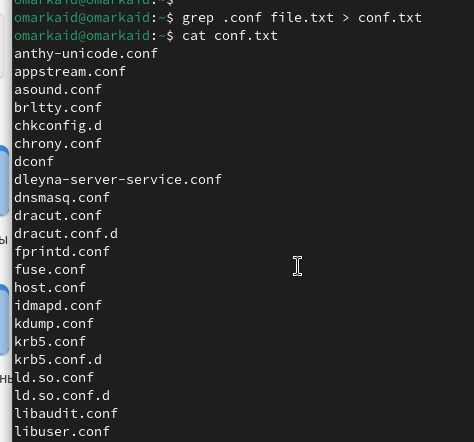 omarkaid@omarkaid:~$
omarkaid@omarkaid:~$ grep .conf file.txt > conf.txt
omarkaid@omarkaid:~$ cat conf.txt
anthy-unicode.conf
appstream.conf
asound.conf
brltty.conf
chkconfig.d
chrony.conf
dconf
dleyna-server-service.conf
dnsmasq.conf
dracut.conf
dracut.conf.d
fprintd.conf
fuse.conf
host.conf
idmapd.conf
kdump.conf
krb5.conf
krb5.conf.d
ld.so.conf
ld.so.conf.d
libaudit.conf
libuser.conf